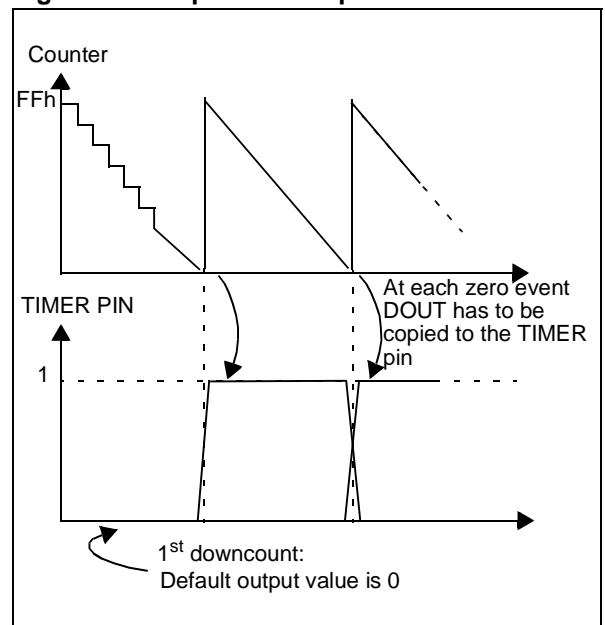 Counter
FFh
At each zero event
DOUT has to be
copied to the TIMER
pin
TIMER PIN
1
1st downcount:
Default output value is 0